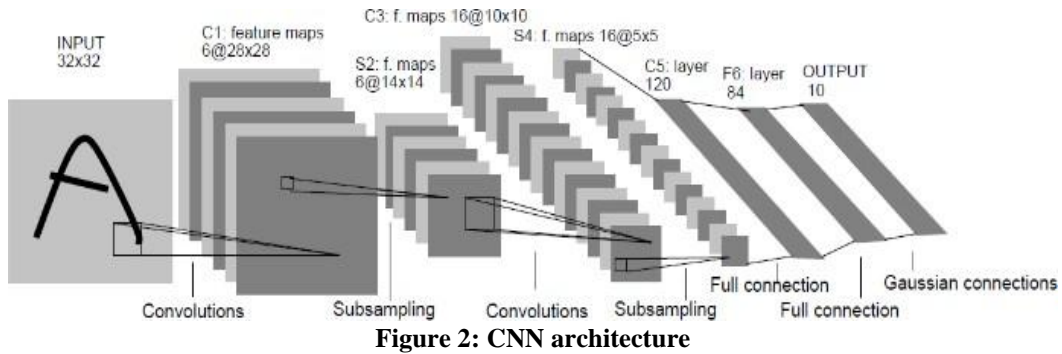 INPUT
32x32
C1: feature maps
6@28x28
S2: f. maps
6@14x14
C3: f. maps 16@10x10
S4: f. maps 16@5x5
C5: layer
120
F6: layer
84
OUTPUT
10
A
Convolutions
Subsampling
Convolutions
Subsampling
Full connection
Full connection
Gaussian connections
Figure 2: CNN architecture